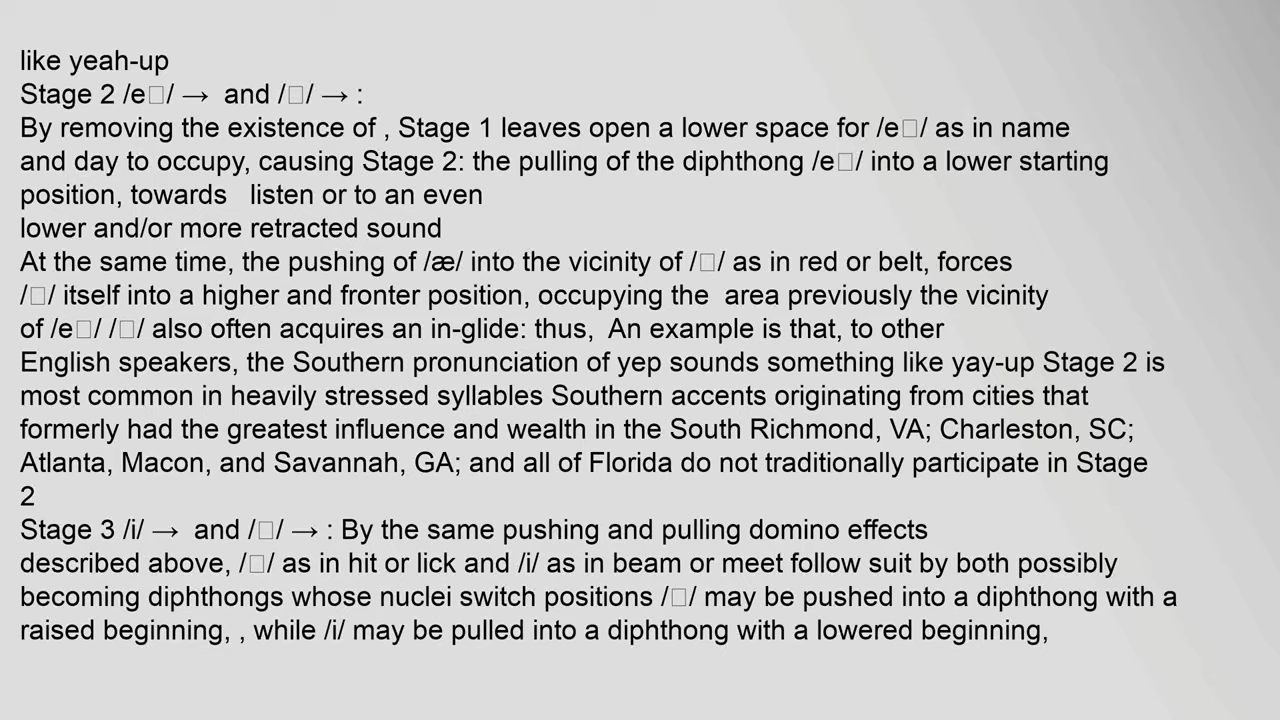 like yeah-up
Stage 2 /e□/ → and /□/ → :
By removing the existence of , Stage 1 leaves open a lower space for /e□/ as in name
and day to occupy, causing Stage 2: the pulling of the diphthong /e□/ into a lower starting
position, towards listen or to an even
lower and/or more retracted sound
At the same time, the pushing of /æ/ into the vicinity of /□/ as in red or belt, forces
/□/ itself into a higher and fronter position, occupying the area previously the vicinity
of /e□/ /□/ also often acquires an in-glide: thus, An example is that, to other
English speakers, the Southern pronunciation of yep sounds something like yay-up Stage 2 is
most common in heavily stressed syllables Southern accents originating from cities that
formerly had the greatest influence and wealth in the South Richmond, VA; Charleston, SC;
Atlanta, Macon, and Savannah, GA; and all of Florida do not traditionally participate in Stage
2
Stage 3 /i/ → and /□/ → : By the same pushing and pulling domino effects
described above, /□/ as in hit or lick and /i/ as in beam or meet follow suit by both possibly
becoming diphthongs whose nuclei switch positions /□/ may be pushed into a diphthong with a
raised beginning, , while /i/ may be pulled into a diphthong with a lowered beginning,